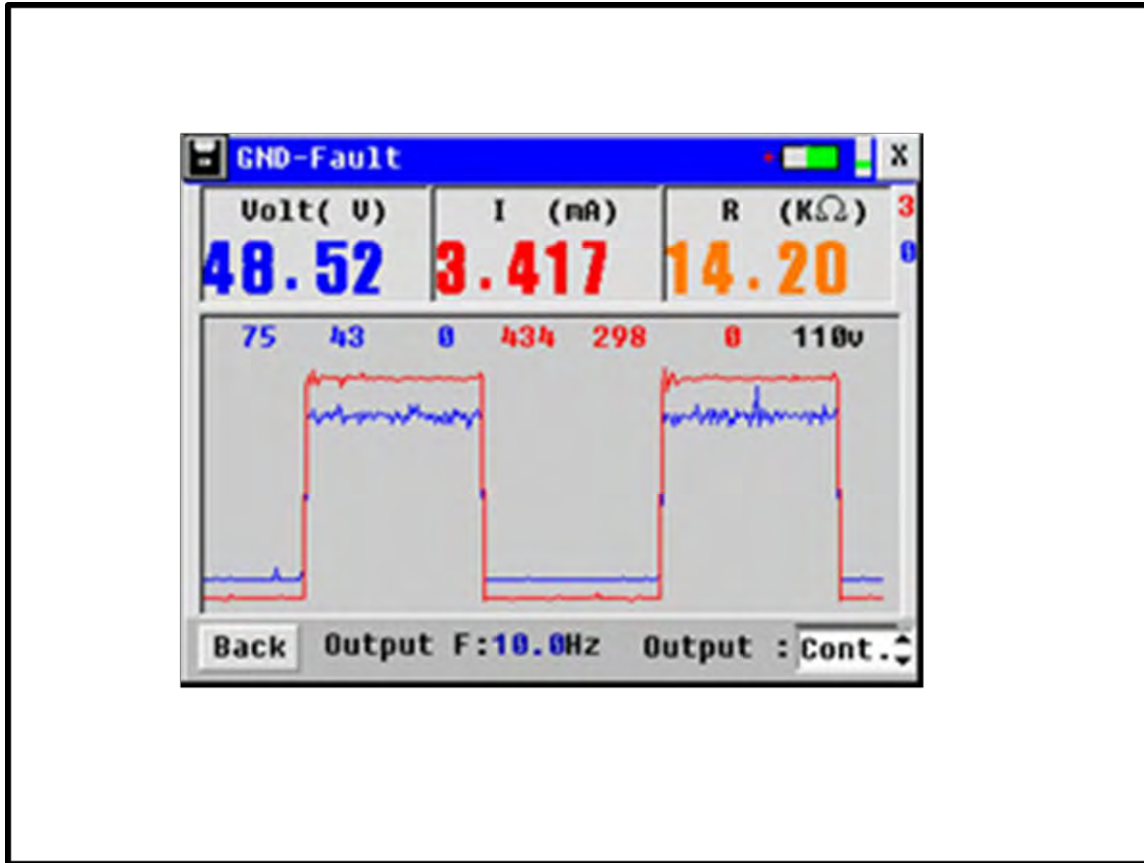 GND-Fault X
Volt( V) I (mA) R (KΩ) 3
48.52 3.417 14.20 0
75 43 0 434 298 0 110v
Back Output F:10.0Hz Output : Cont.